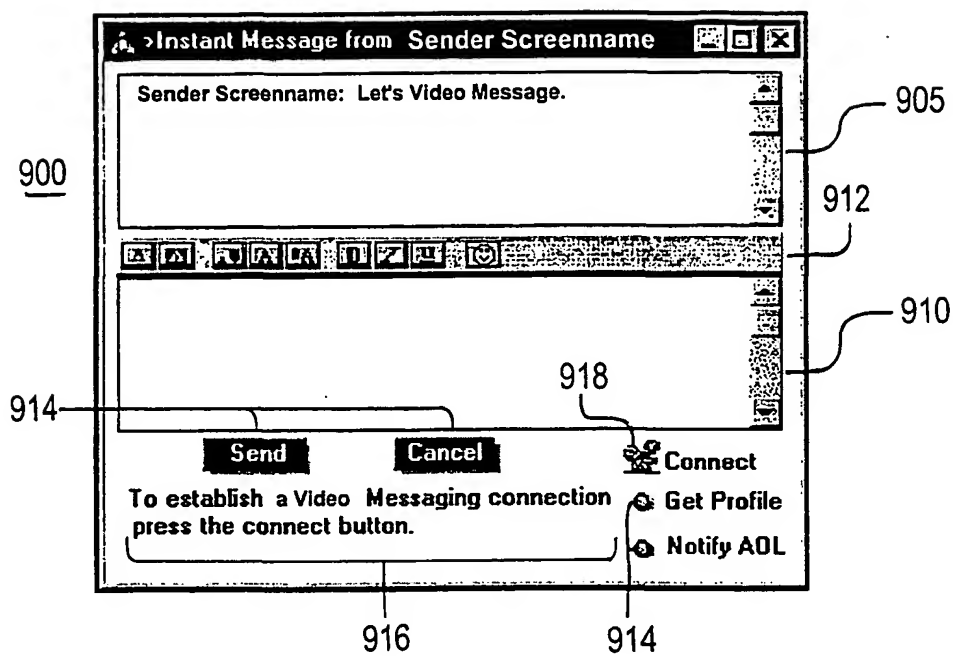 >Instant Message from Sender Screenname
Sender Screenname: Let's Video Message.
905
900
912
910
918
914
Send Cancel Connect
To establish a Video Messaging connection
press the connect button.
Get Profile
Notify AOL
916
914